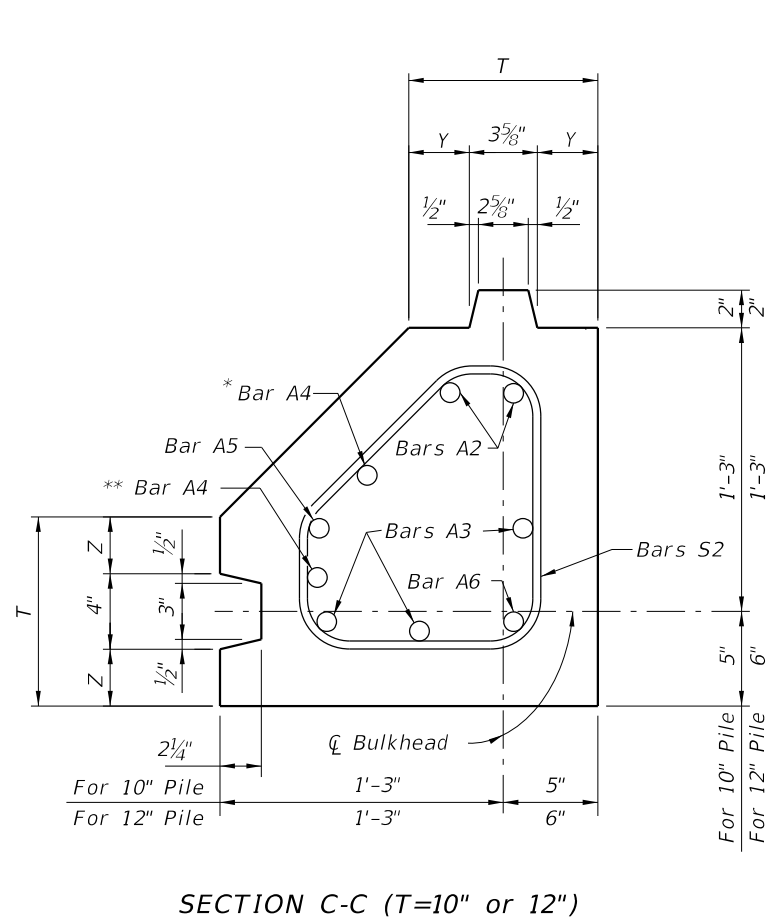 T
Y 3⅝" Y
½" 2⅝" ½"
2" 2"
* Bar A4
Bar A5
Bars A2
** Bar A4
1'-3" 1'-3"
Z ½"
Bars A3
Bars S2
T 4" 3"
Bar A6
Z ½"
5" 6"
℄ Bulkhead
2¼"
For 10" Pile 1'-3" 5"
For 12" Pile 1'-3" 6"
For 10" Pile
For 12" Pile
SECTION C-C (T=10" or 12")